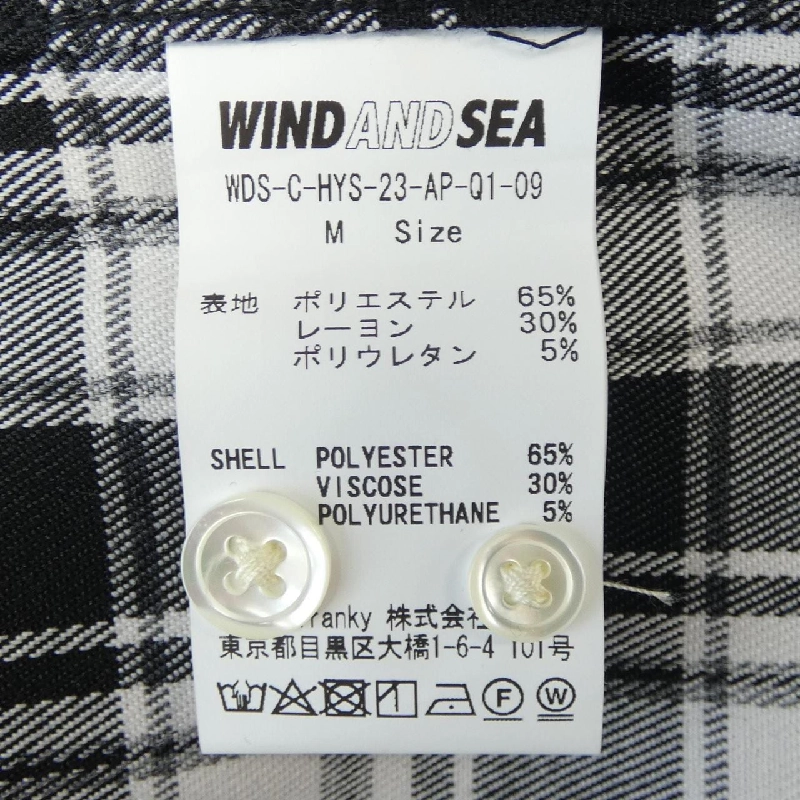 WINDANDSEA
WDS-C-HYS-23-AP-Q1-09
M Size
表地 ポリエステル 65%
レーヨン 30%
ポリウレタン 5%
SHELL POLYESTER 65%
VISCOSE 30%
POLYURETHANE 5%
株式会
東京都目黒区大橋1-6-4 101号
F W